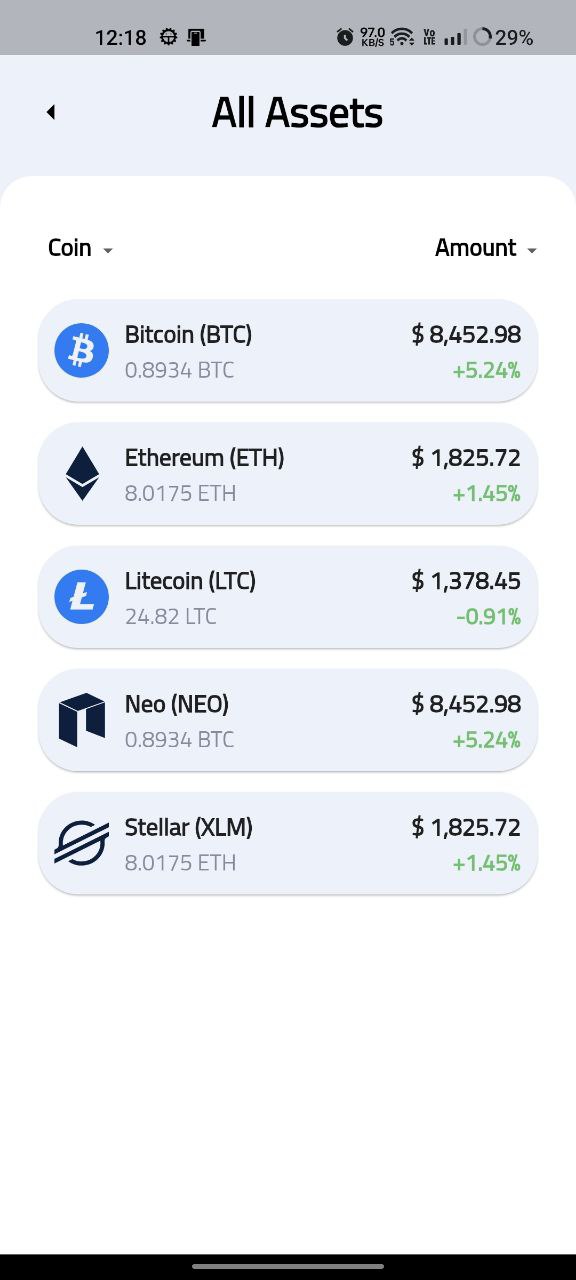 12:18 97.0 KB/S 5 Vo LTE 29%
All Assets
Coin Amount
Bitcoin (BTC) $ 8,452.98
0.8934 BTC +5.24%
Ethereum (ETH) $ 1,825.72
8.0175 ETH +1.45%
Litecoin (LTC) $ 1,378.45
24.82 LTC -0.91%
Neo (NEO) $ 8,452.98
0.8934 BTC +5.24%
Stellar (XLM) $ 1,825.72
8.0175 ETH +1.45%